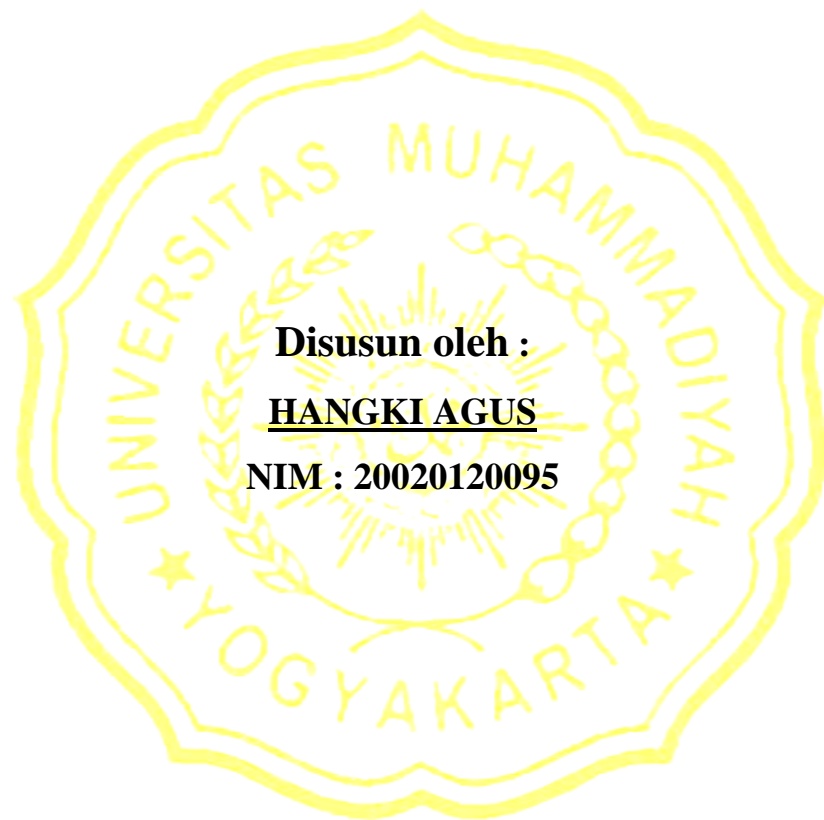 UNIVERSITAS MUHAMMADIYAH
Disusun oleh :
HANGKI AGUS
NIM : 20020120095
YOGYAKARTA